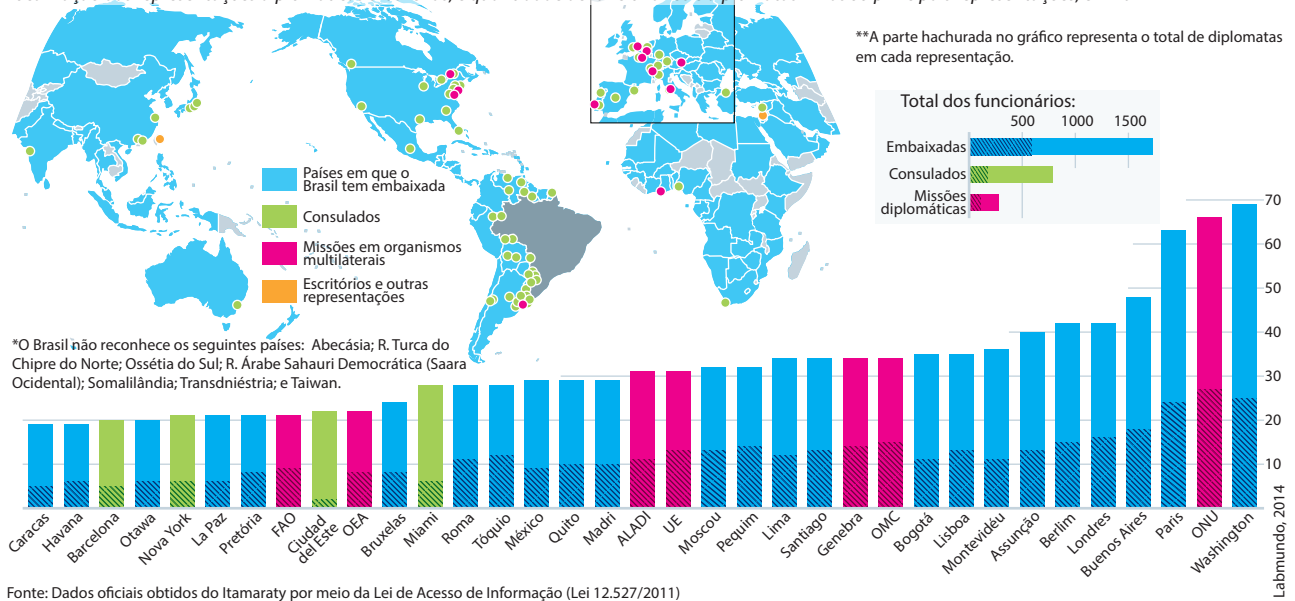 **A parte hachurada no gráfico representa o total de diplomatas
em cada representação.
Total dos funcionários:
500 1000 1500
Embaixadas
Consulados
Missões
diplomáticas
Países em que o
Brasil tem embaixada
Consulados
Missões em organismos
multilaterais
Escritórios e outras
representações
*O Brasil não reconhece os seguintes países: Abecásia; R. Turca do
Chipre do Norte; Ossétia do Sul; R. Árabe Sahauri Democrática (Saara
Ocidental); Somalilândia; Transdniéstria; e Taiwan.
70
60
50
40
30
20
10
Caracas
Havana
Barcelona
Otawa
Nova York
La Paz
Pretória
FAO
Ciudad
del Este
OEA
Bruxelas
Miami
Roma
Tóquio
México
Quito
Madri
ALADI
UE
Moscou
Pequim
Lima
Santiago
Genebra
OMC
Bogotá
Lisboa
Montevidéu
Assunção
Berlim
Londres
Buenos Aires
Paris
ONU
Washington
Labmundo, 2014
Fonte: Dados oficiais obtidos do Itamaraty por meio da Lei de Acesso de Informação (Lei 12.527/2011)